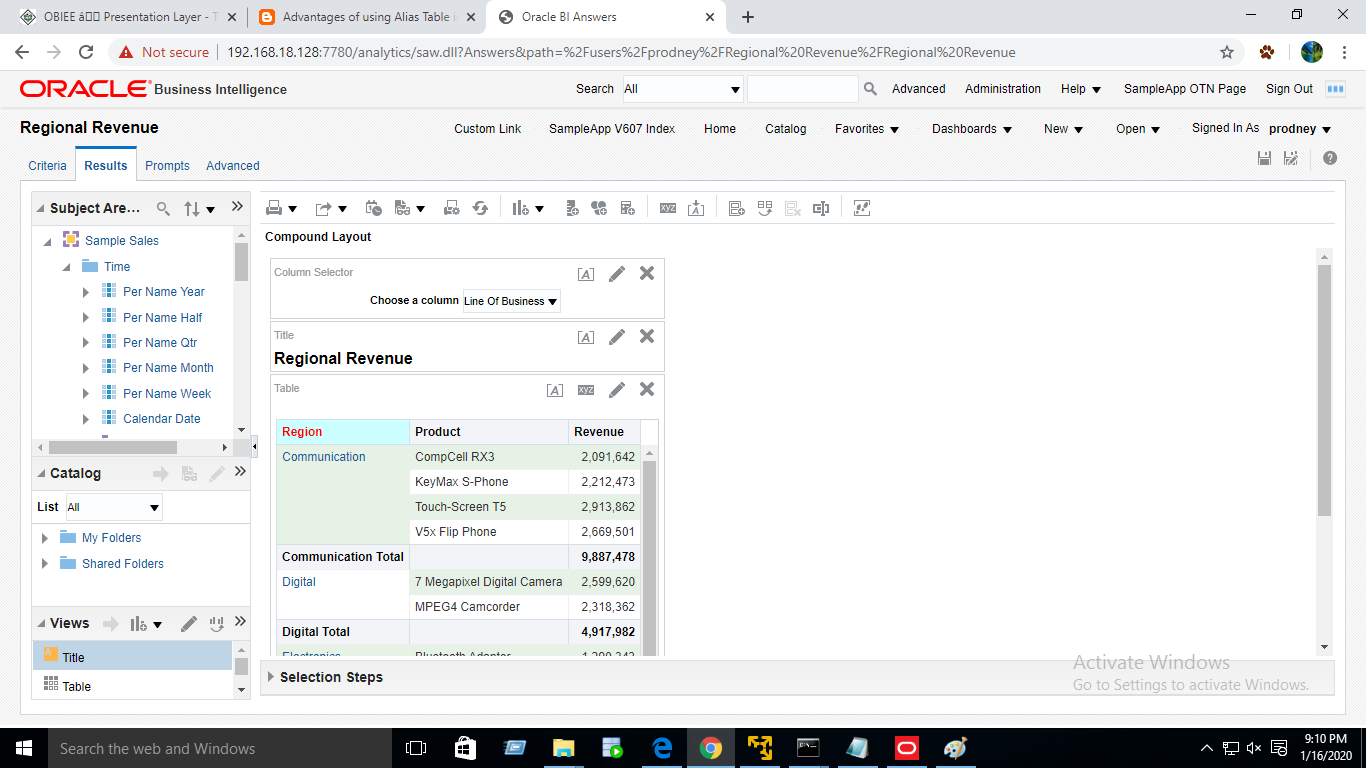 OBIEE â Presentation Layer - T
Advantages of using Alias Table i
Oracle BI Answers
Not secure 192.168.18.128:7780/analytics/saw.dll?Answers&path=%2Fusers%2Fprodney%2FRegional%20Revenue%2FRegional%20Revenue
ORACLE Business Intelligence
Search All Advanced Administration Help SampleApp OTN Page Sign Out
Regional Revenue
Custom Link SampleApp V607 Index Home Catalog Favorites Dashboards New Open Signed In As prodney
Criteria Results Prompts Advanced
Subject Are...
Sample Sales
Time
Per Name Year
Per Name Half
Per Name Qtr
Per Name Month
Per Name Week
Calendar Date
Catalog
List All
My Folders
Shared Folders
Views
Title
Table
Compound Layout
Column Selector
Choose a column Line Of Business
Title
Regional Revenue
Table
Region Product Revenue
Communication CompCell RX3 2,091,642
KeyMax S-Phone 2,212,473
Touch-Screen T5 2,913,862
V5x Flip Phone 2,669,501
Communication Total 9,887,478
Digital 7 Megapixel Digital Camera 2,599,620
MPEG4 Camcorder 2,318,362
Digital Total 4,917,982
Electronics Bluetooth Adaptor
Selection Steps
Activate Windows
Go to Settings to activate Windows.
Search the web and Windows
9:10 PM
1/16/2020